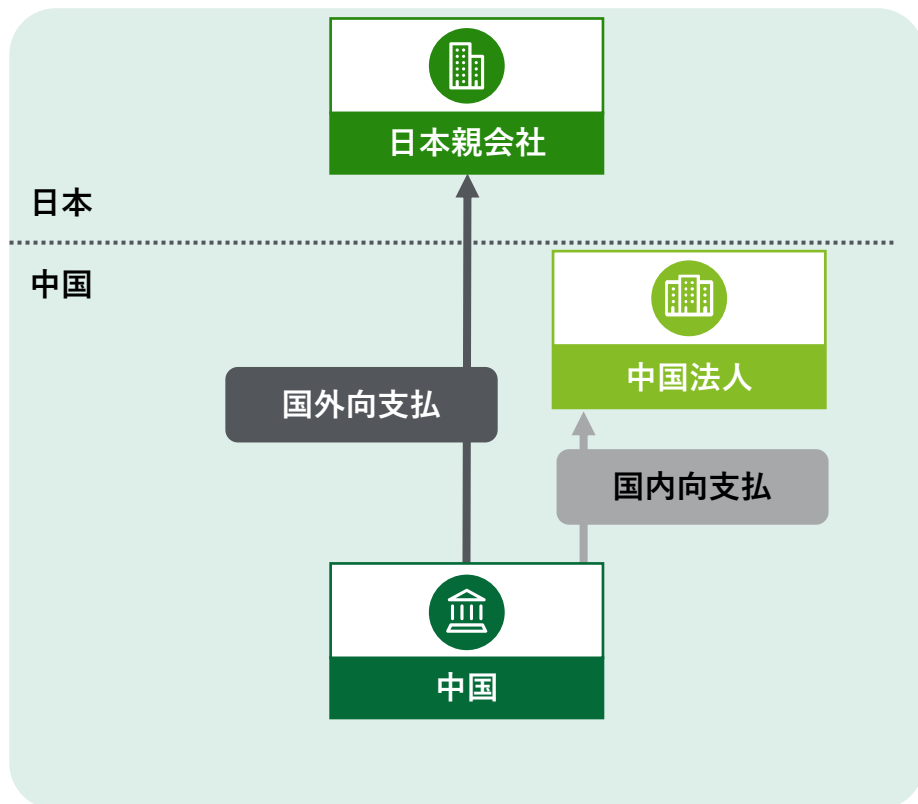 日本親会社
日本
中国
中国法人
国外向支払
国内向支払
中国